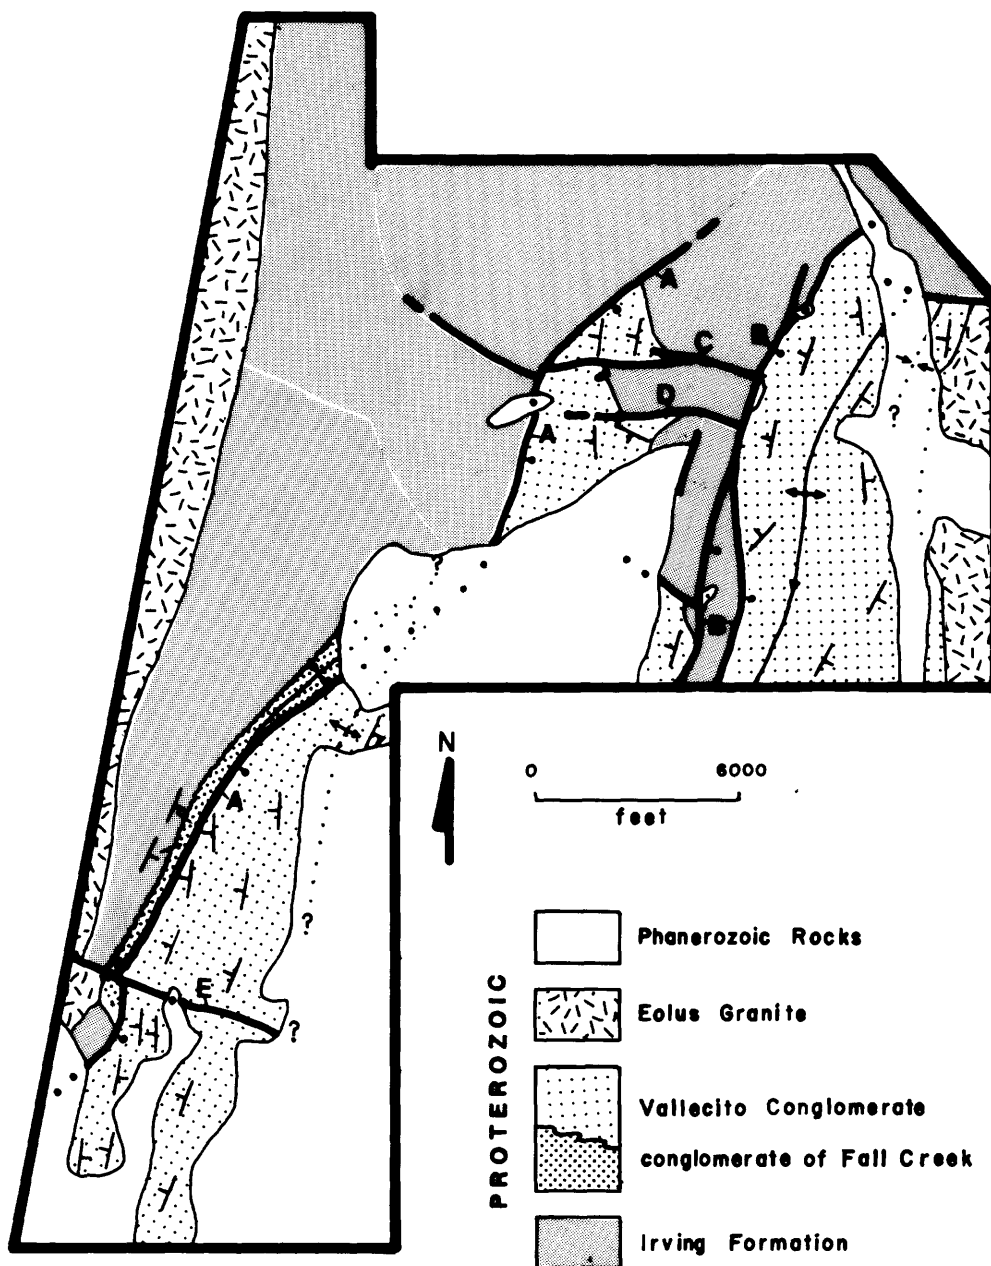 A
C
B
D
A
?
?
B
N
0 6000
feet
A
?
E
?
PROTEROZOIC
Phanerozoic Rocks
Eolus Granite
Vallecito Conglomerate
conglomerate of Fall Creek
Irving Formation